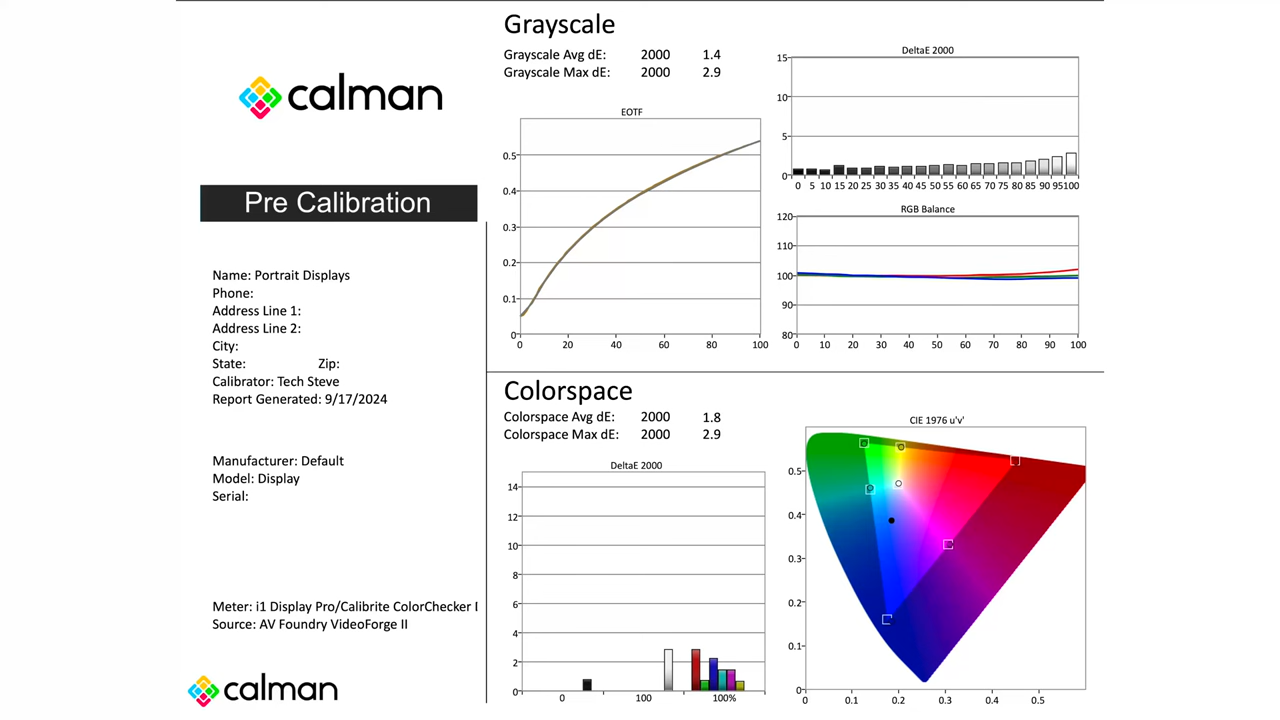 calman
Pre Calibration
Name: Portrait Displays
Phone:
Address Line 1:
Address Line 2:
City:
State: Zip:
Calibrator: Tech Steve
Report Generated: 9/17/2024
Manufacturer: Default
Model: Display
Serial:
Meter: i1 Display Pro/Calibrite ColorChecker
Source: AV Foundry VideoForge II
calman
Grayscale
Grayscale Avg dE: 2000 1.4
Grayscale Max dE: 2000 2.9
EOTF
0.5
0.4
0.3
0.2
0.1
0
0 20 40 60 80 100
DeltaE 2000
15
10
5
0
0 5 10 15 20 25 30 35 40 45 50 55 60 65 70 75 80 85 90 95 100
RGB Balance
120
110
100
90
80
0 10 20 30 40 50 60 70 80 90 100
Colorspace
Colorspace Avg dE: 2000 1.8
Colorspace Max dE: 2000 2.9
DeltaE 2000
14
12
10
8
6
4
2
0
0 100 100%
CIE 1976 u'v'
0.5
0.4
0.3
0.2
0.1
0
0 0.1 0.2 0.3 0.4 0.5